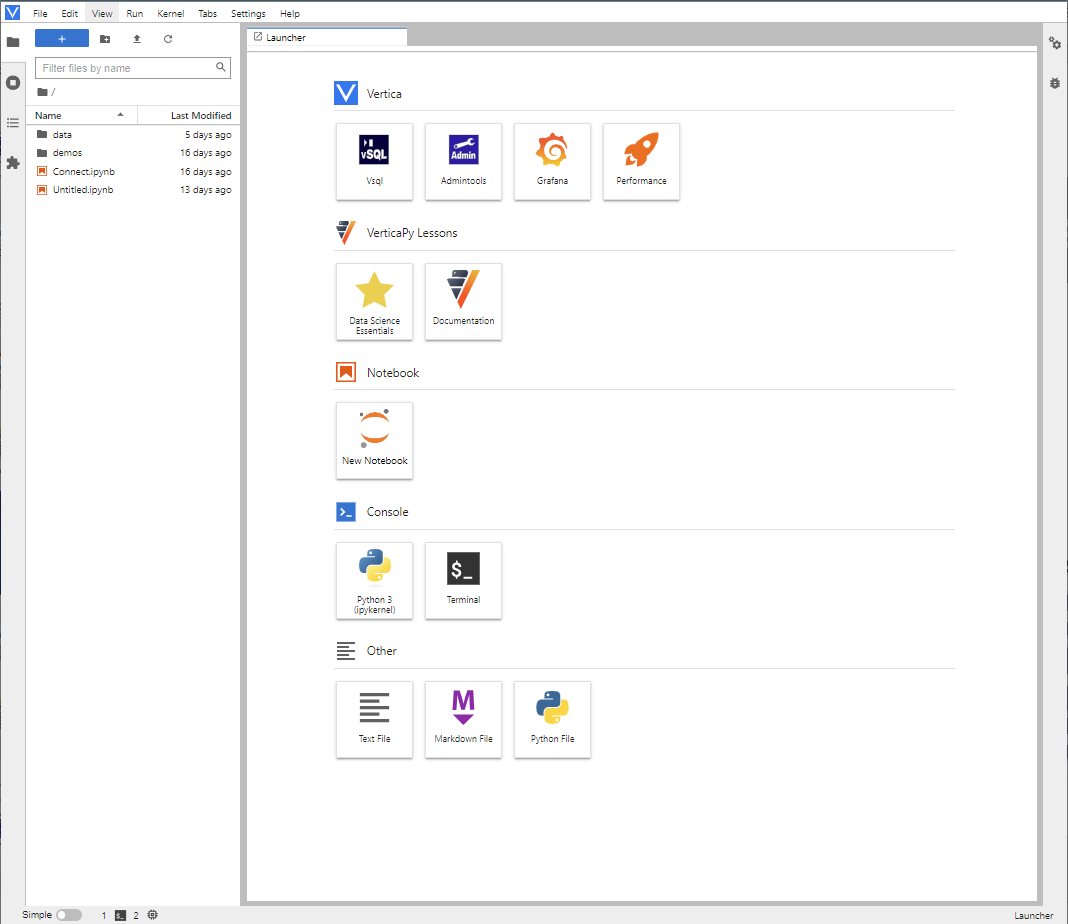 File Edit View Run Kernel Tabs Settings Help
+
Launcher
Filter files by name
/
Name Last Modified
data 5 days ago
demos 16 days ago
Connect.ipynb 16 days ago
Untitled.ipynb 13 days ago
Vertica
vSQL
Admin
Vsql
Admintools
Grafana
Performance
VerticaPy Lessons
Data Science
Essentials
Documentation
Notebook
New Notebook
>_ Console
$_
Python 3
(ipykernel)
Terminal
Other
M
Text File
Markdown File
Python File
Simple 1 $_ 2 Launcher